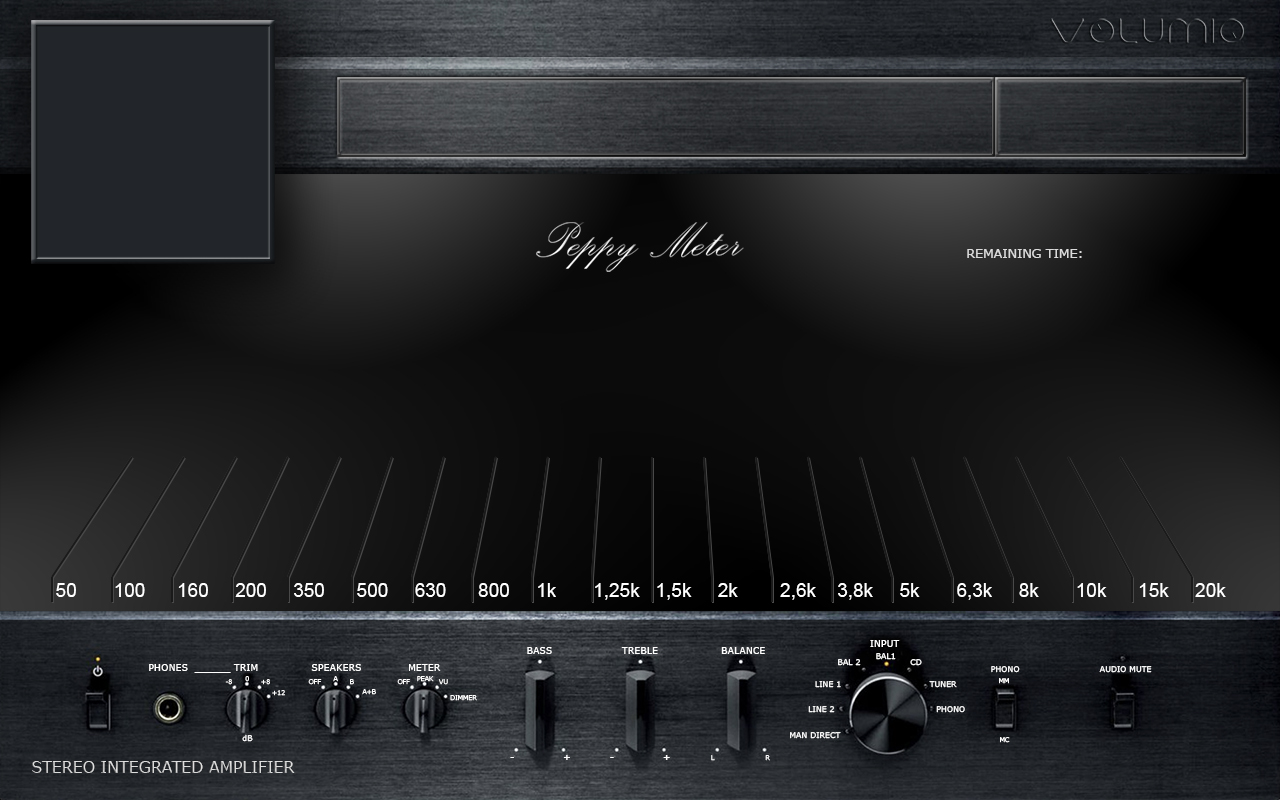 VOLUMIO
Peppy Meter
REMAINING TIME:
50 100 160 200 350 500 630 800 1k 1,25k 1,5k 2k 2,6k 3,8k 5k 6,3k 8k 10k 15k 20k
PHONES
TRIM
-8 0 +8
+12
dB
SPEAKERS
OFF A B
A+B
METER
OFF PEAK VU
DIMMER
BASS
- +
TREBLE
- +
BALANCE
L R
INPUT
BAL1
BAL 2 CD
LINE 1 TUNER
LINE 2 PHONO
MAN DIRECT
PHONO
MM
MC
AUDIO MUTE
STEREO INTEGRATED AMPLIFIER